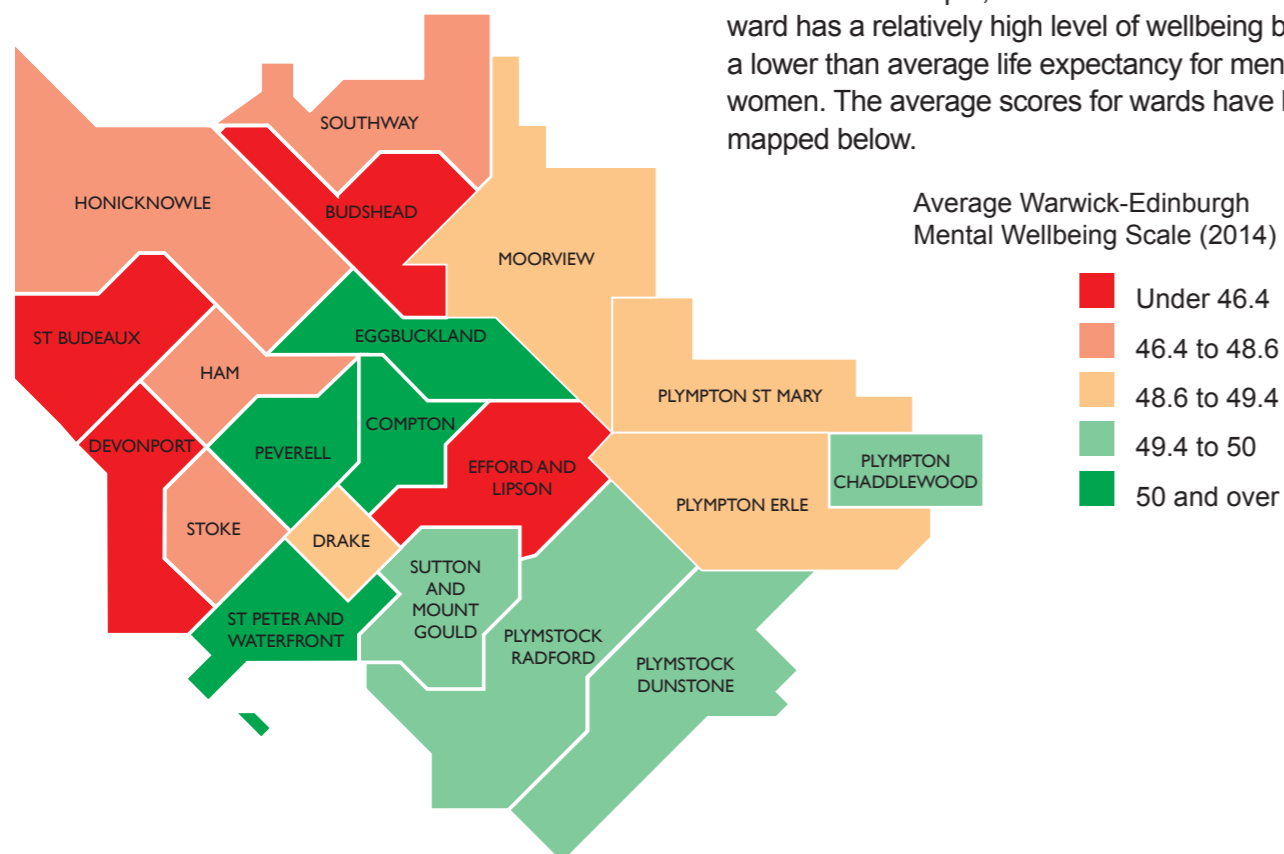 ward has a relatively high level of wellbeing b
a lower than average life expectancy for men
women. The average scores for wards have
mapped below.
Average Warwick-Edinburgh
Mental Wellbeing Scale (2014)
Under 46.4
46.4 to 48.6
48.6 to 49.4
49.4 to 50
50 and over
SOUTHWAY
HONICKNOWLE
BUDSHEAD
MOORVIEW
ST BUDEAUX
EGGBUCKLAND
HAM
PLYMPTON ST MARY
COMPTON
DEVONPORT
PEVERELL
EFFORD AND
LIPSON
PLYMPTON
CHADDLEWOOD
PLYMPTON ERLE
STOKE
DRAKE
SUTTON
AND
MOUNT
GOULD
ST PETER AND
WATERFRONT
PLYMSTOCK
RADFORD
PLYMSTOCK
DUNSTONE